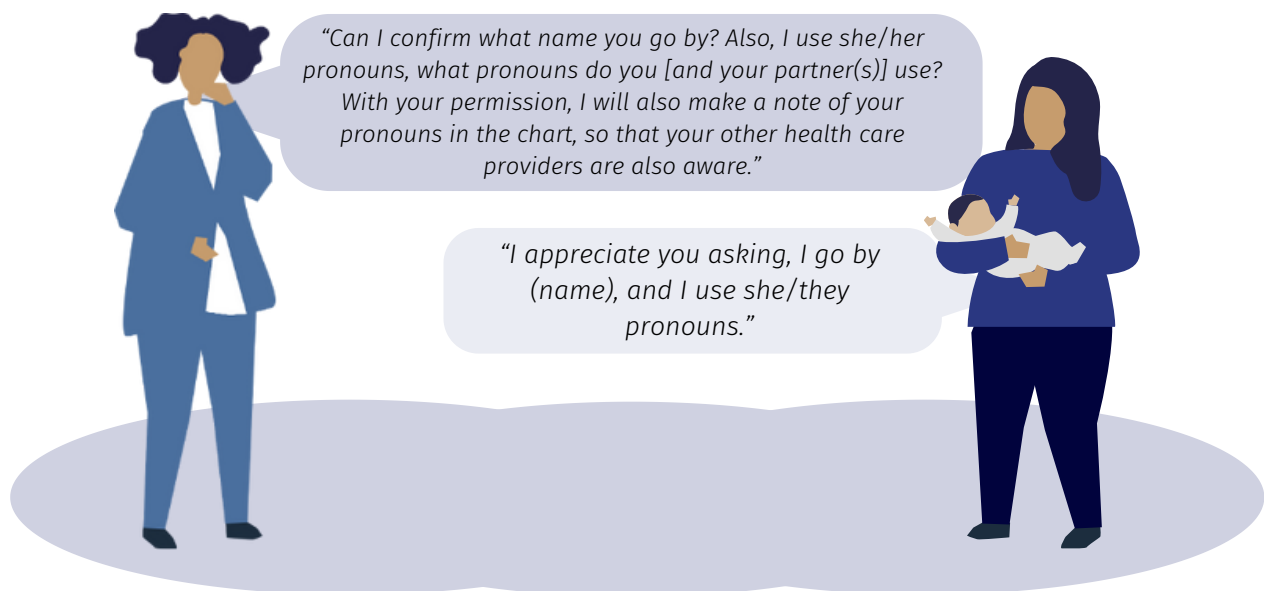 “Can I confirm what name you go by? Also, I use she/her
pronouns, what pronouns do you [and your partner(s)] use?
With your permission, I will also make a note of your
pronouns in the chart, so that your other health care
providers are also aware.”
“I appreciate you asking, I go by
(name), and I use she/they
pronouns.”